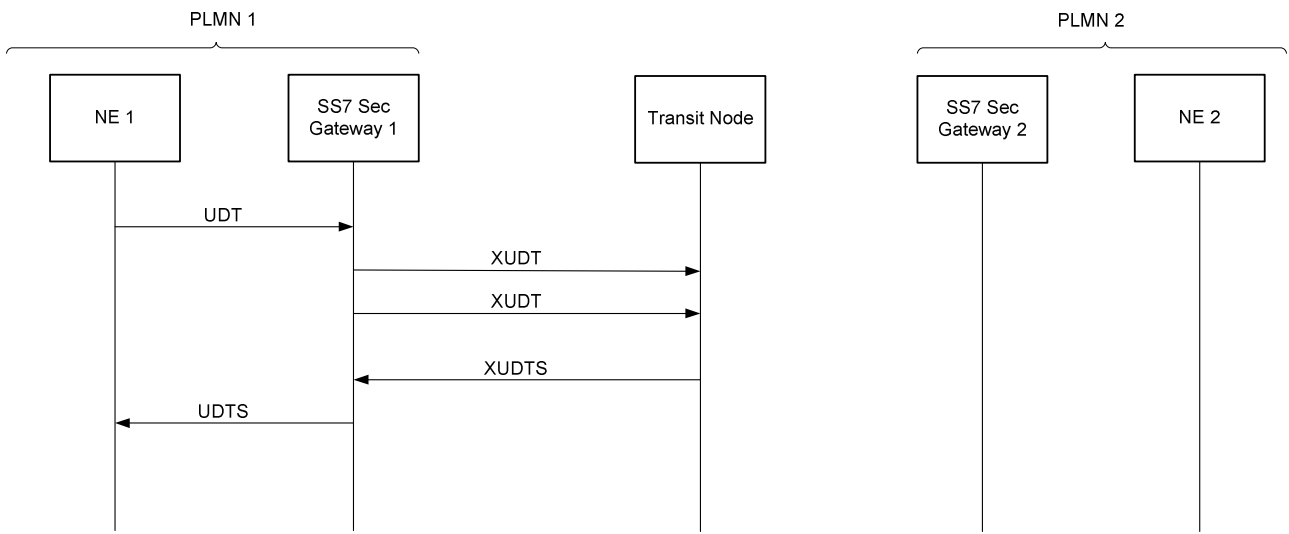 PLMN 1
PLMN 2
NE 1
SS7 Sec
Gateway 1
Transit Node
SS7 Sec
Gateway 2
NE 2
UDT
XUDT
XUDT
XUDTS
UDTS